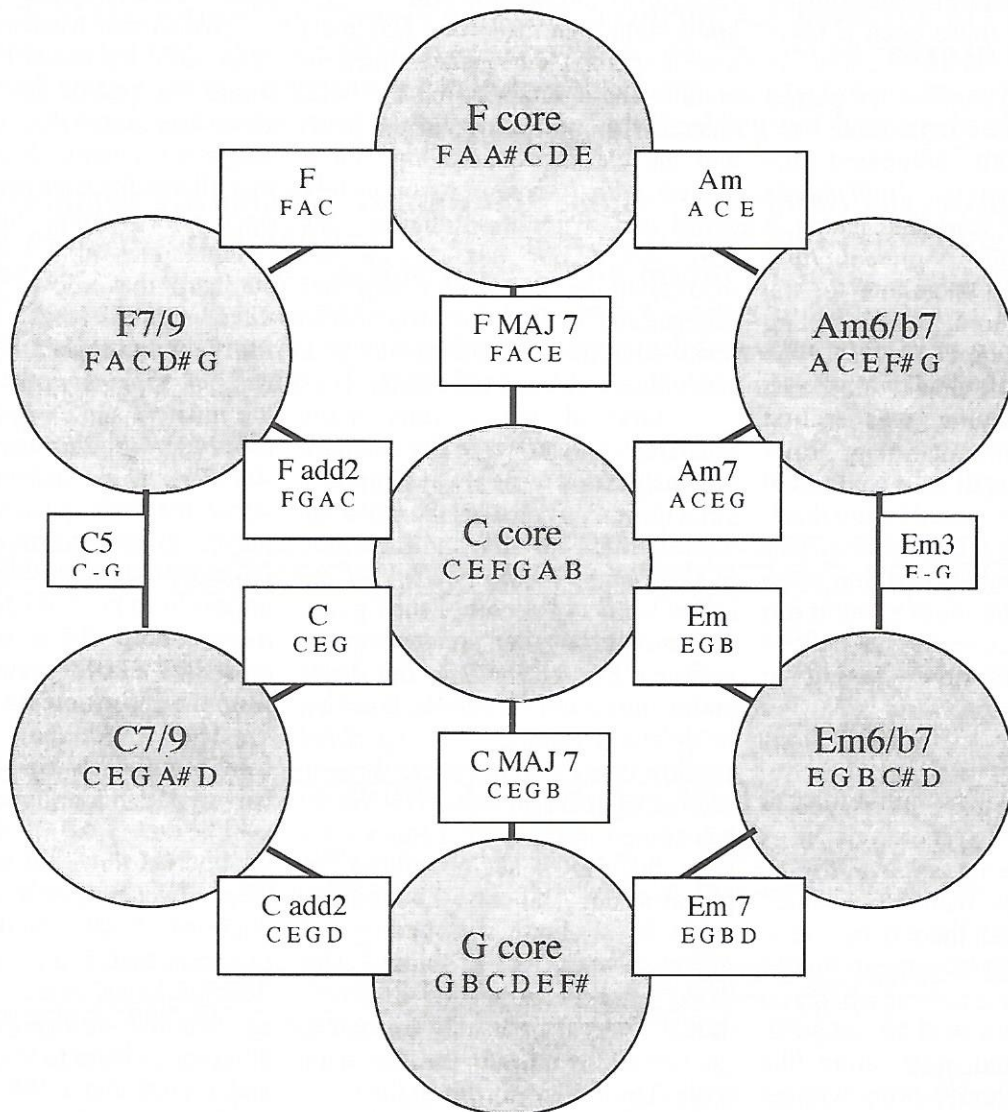 F core
F A A# C D E
F
F A C
Am
A C E
F7/9
F A C D# G
F MAJ 7
F A C E
Am6/b7
A C E F# G
F add2
F G A C
Am7
A C E G
C core
C E F G A B
C5
C - G
Em3
E - G
C
C E G
Em
E G B
C7/9
C E G A# D
C MAJ 7
C E G B
Em6/b7
E G B C# D
C add2
C E G D
Em 7
E G B D
G core
G B C D E F#